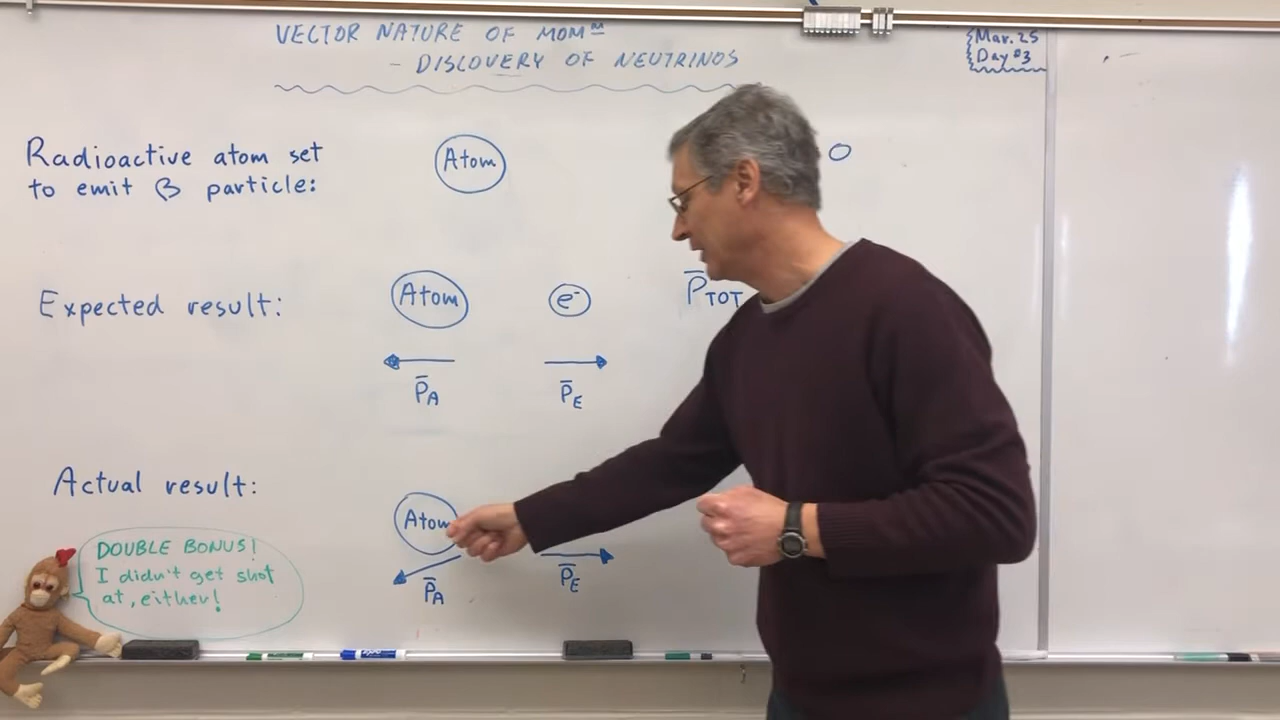 VECTOR NATURE OF MOMᵐ
- DISCOVERY OF NEUTRINOS
Mar. 25
Day #3
Radioactive atom set
to emit β particle:
Atom
O
Expected result:
Atom
e⁻
P̅TOT
P̅A
P̅E
Actual result:
Atom
P̅A
P̅E
DOUBLE BONUS!
I didn't get shot
at, either!